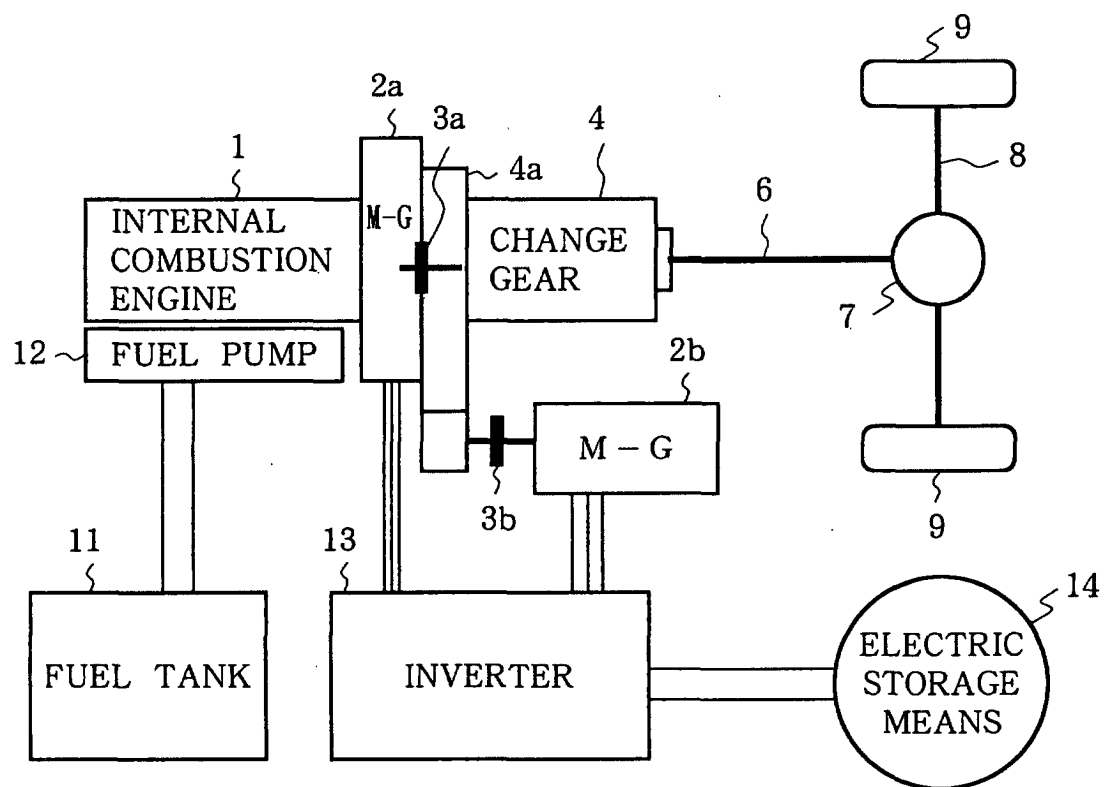 9
2a
3a
1
4a
4
8
INTERNAL
COMBUSTION
ENGINE
M-G
CHANGE
GEAR
6
7
12
FUEL PUMP
2b
M-G
3b
9
11
13
14
FUEL TANK
INVERTER
ELECTRIC
STORAGE
MEANS